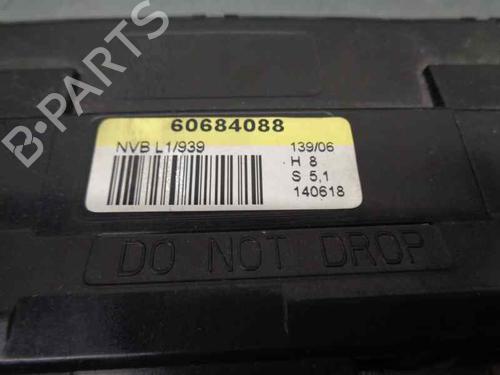 B-PARTS
60684088
NVB L1/939
139/06
H 8
S 5,1
140618
DO NOT DROP